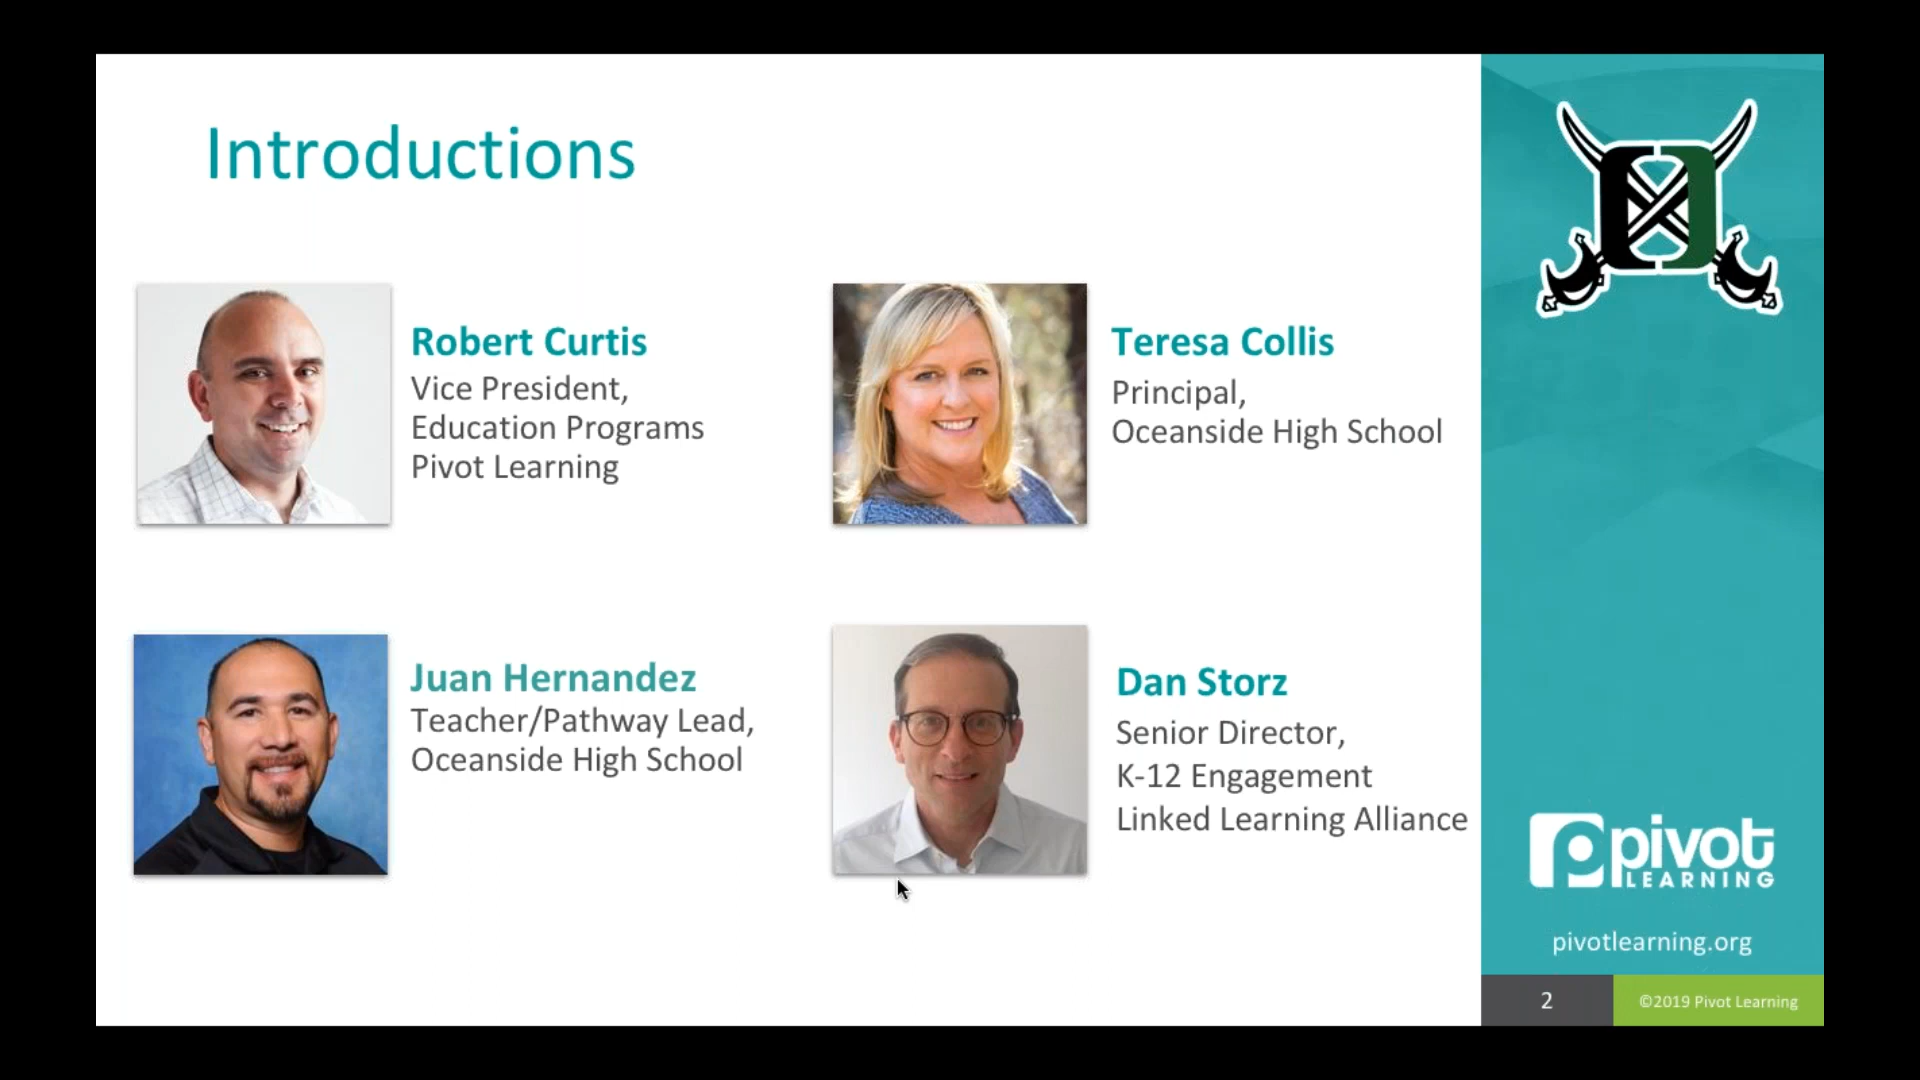 Introductions
Robert Curtis
Vice President,
Education Programs
Pivot Learning
Teresa Collis
Principal,
Oceanside High School
Juan Hernandez
Teacher/Pathway Lead,
Oceanside High School
Dan Storz
Senior Director,
K-12 Engagement
Linked Learning Alliance
pivot
LEARNING
pivotlearning.org
2
©2019 Pivot Learning